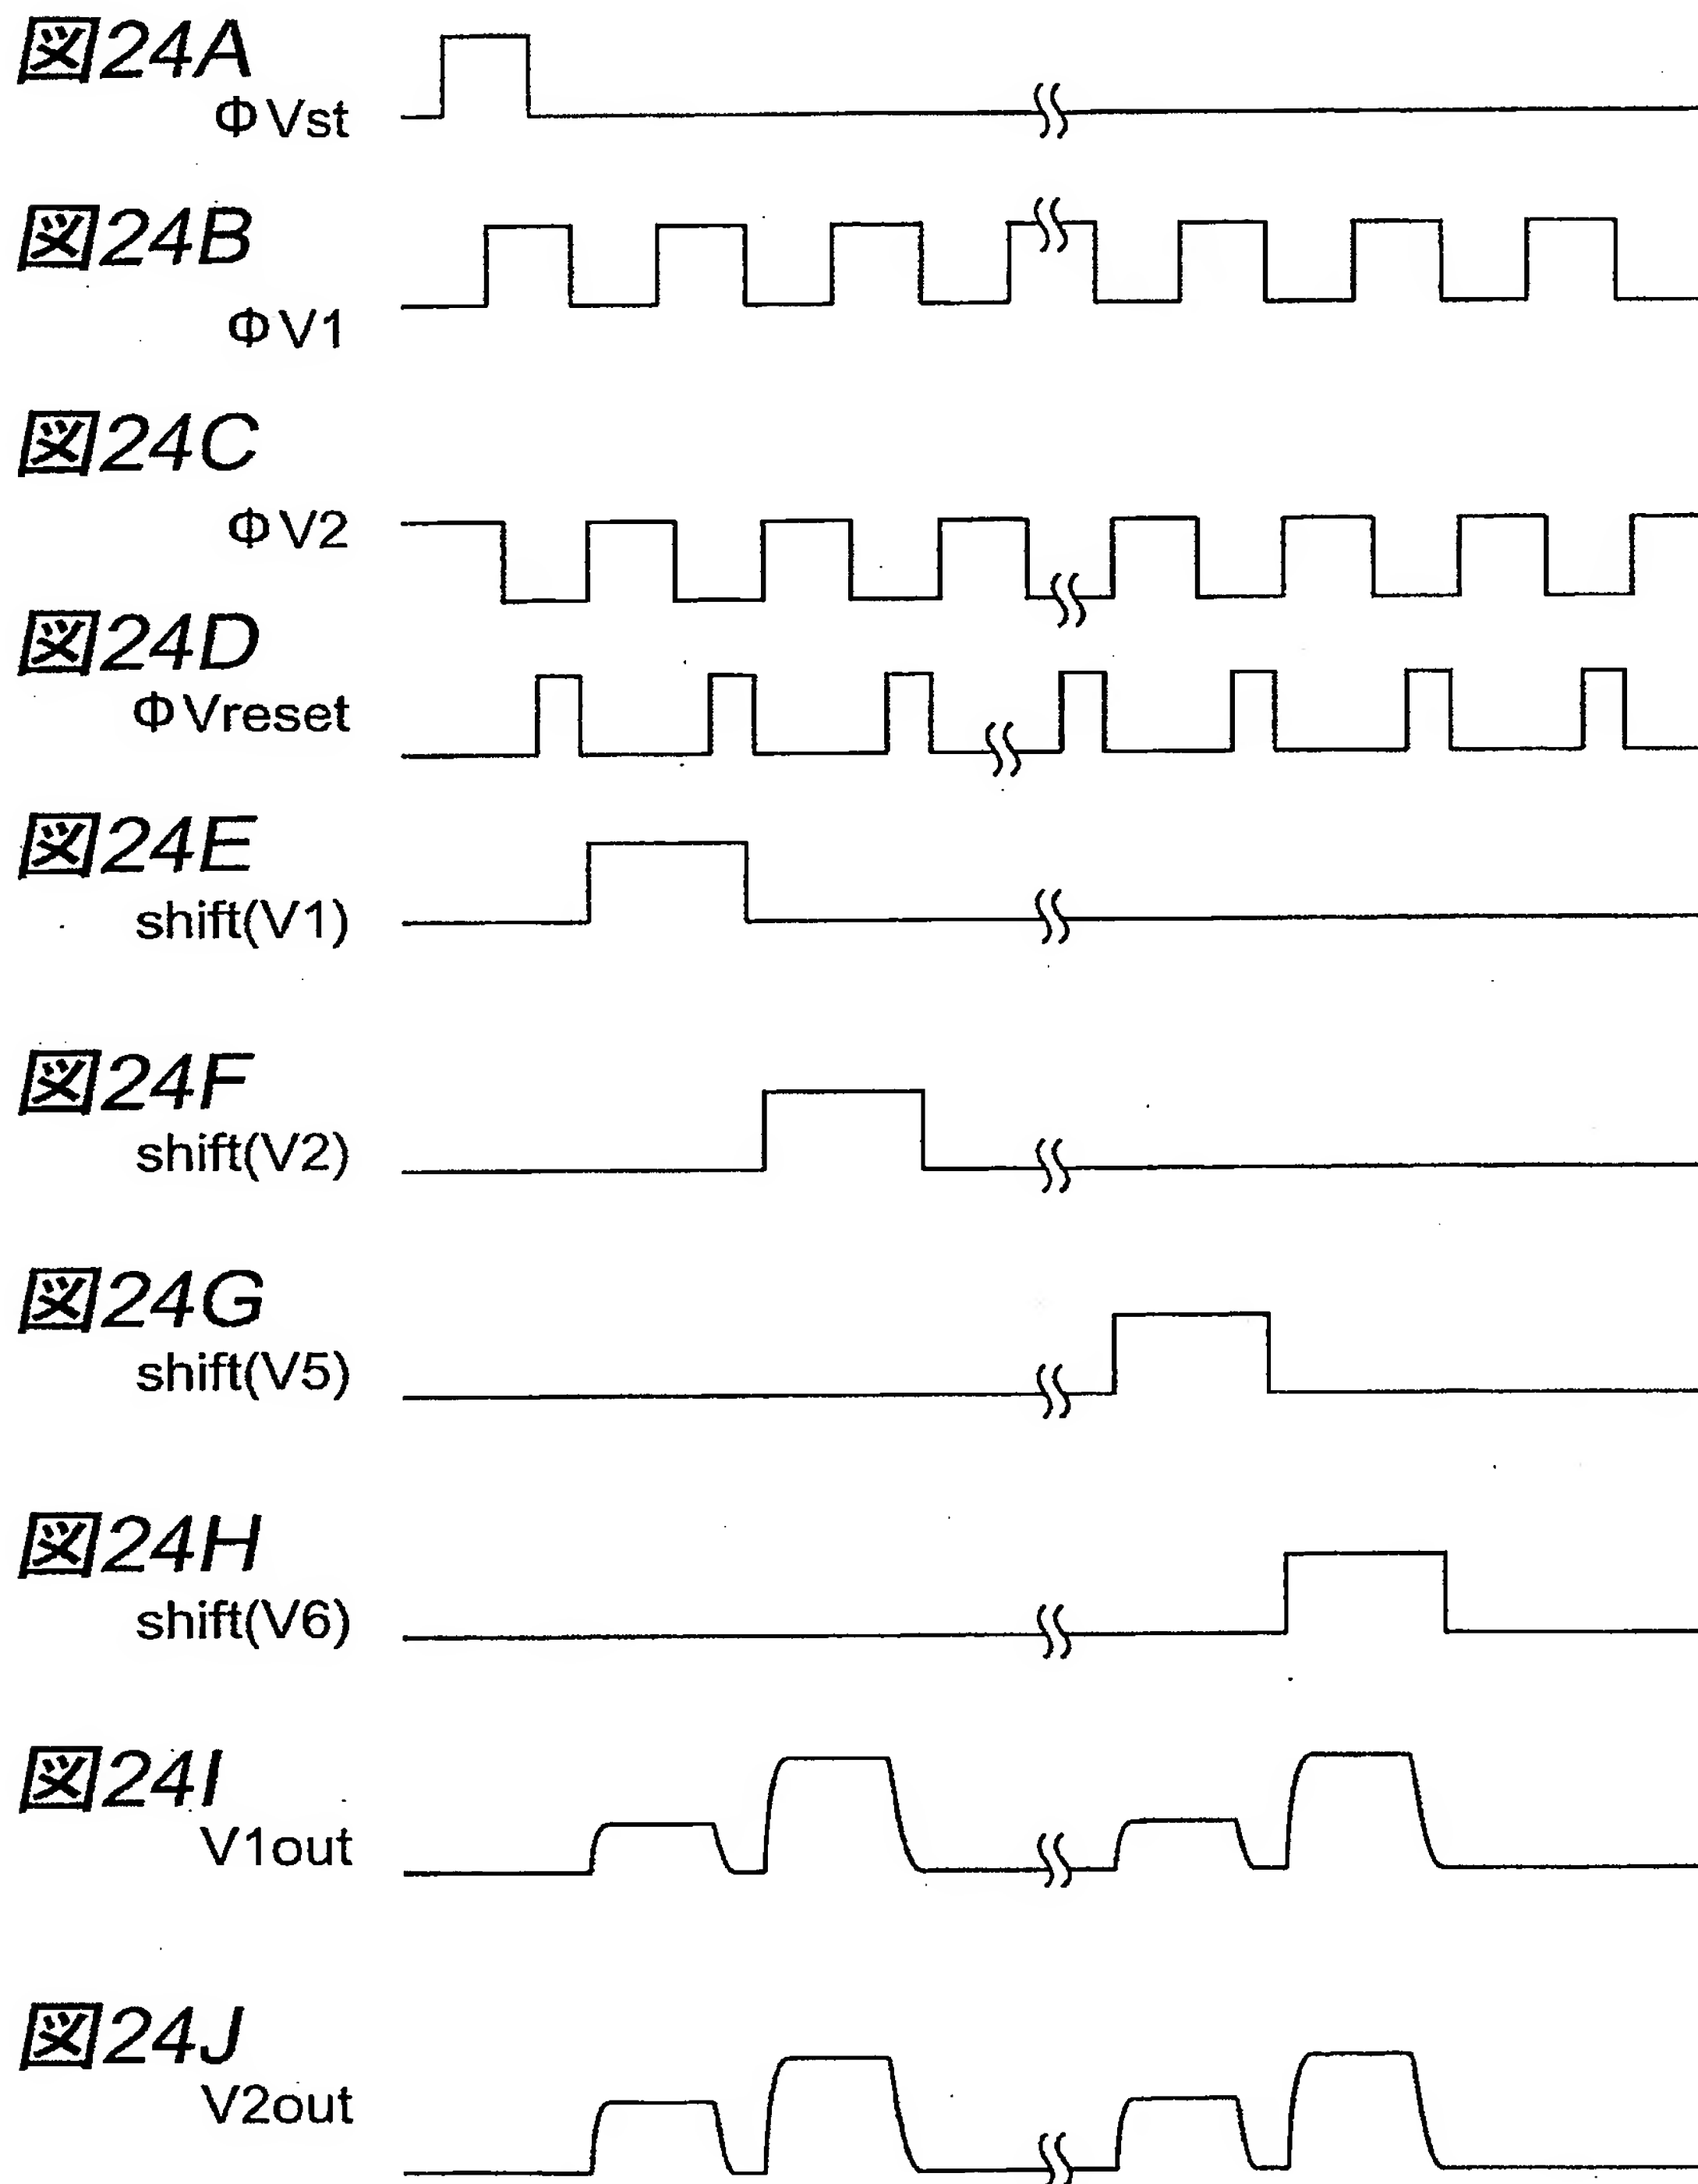 図24A
ΦVst
図24B
ΦV1
図24C
ΦV2
図24D
ΦVreset
図24E
shift(V1)
図24F
shift(V2)
図24G
shift(V5)
図24H
shift(V6)
図24I
V1out
図24J
V2out